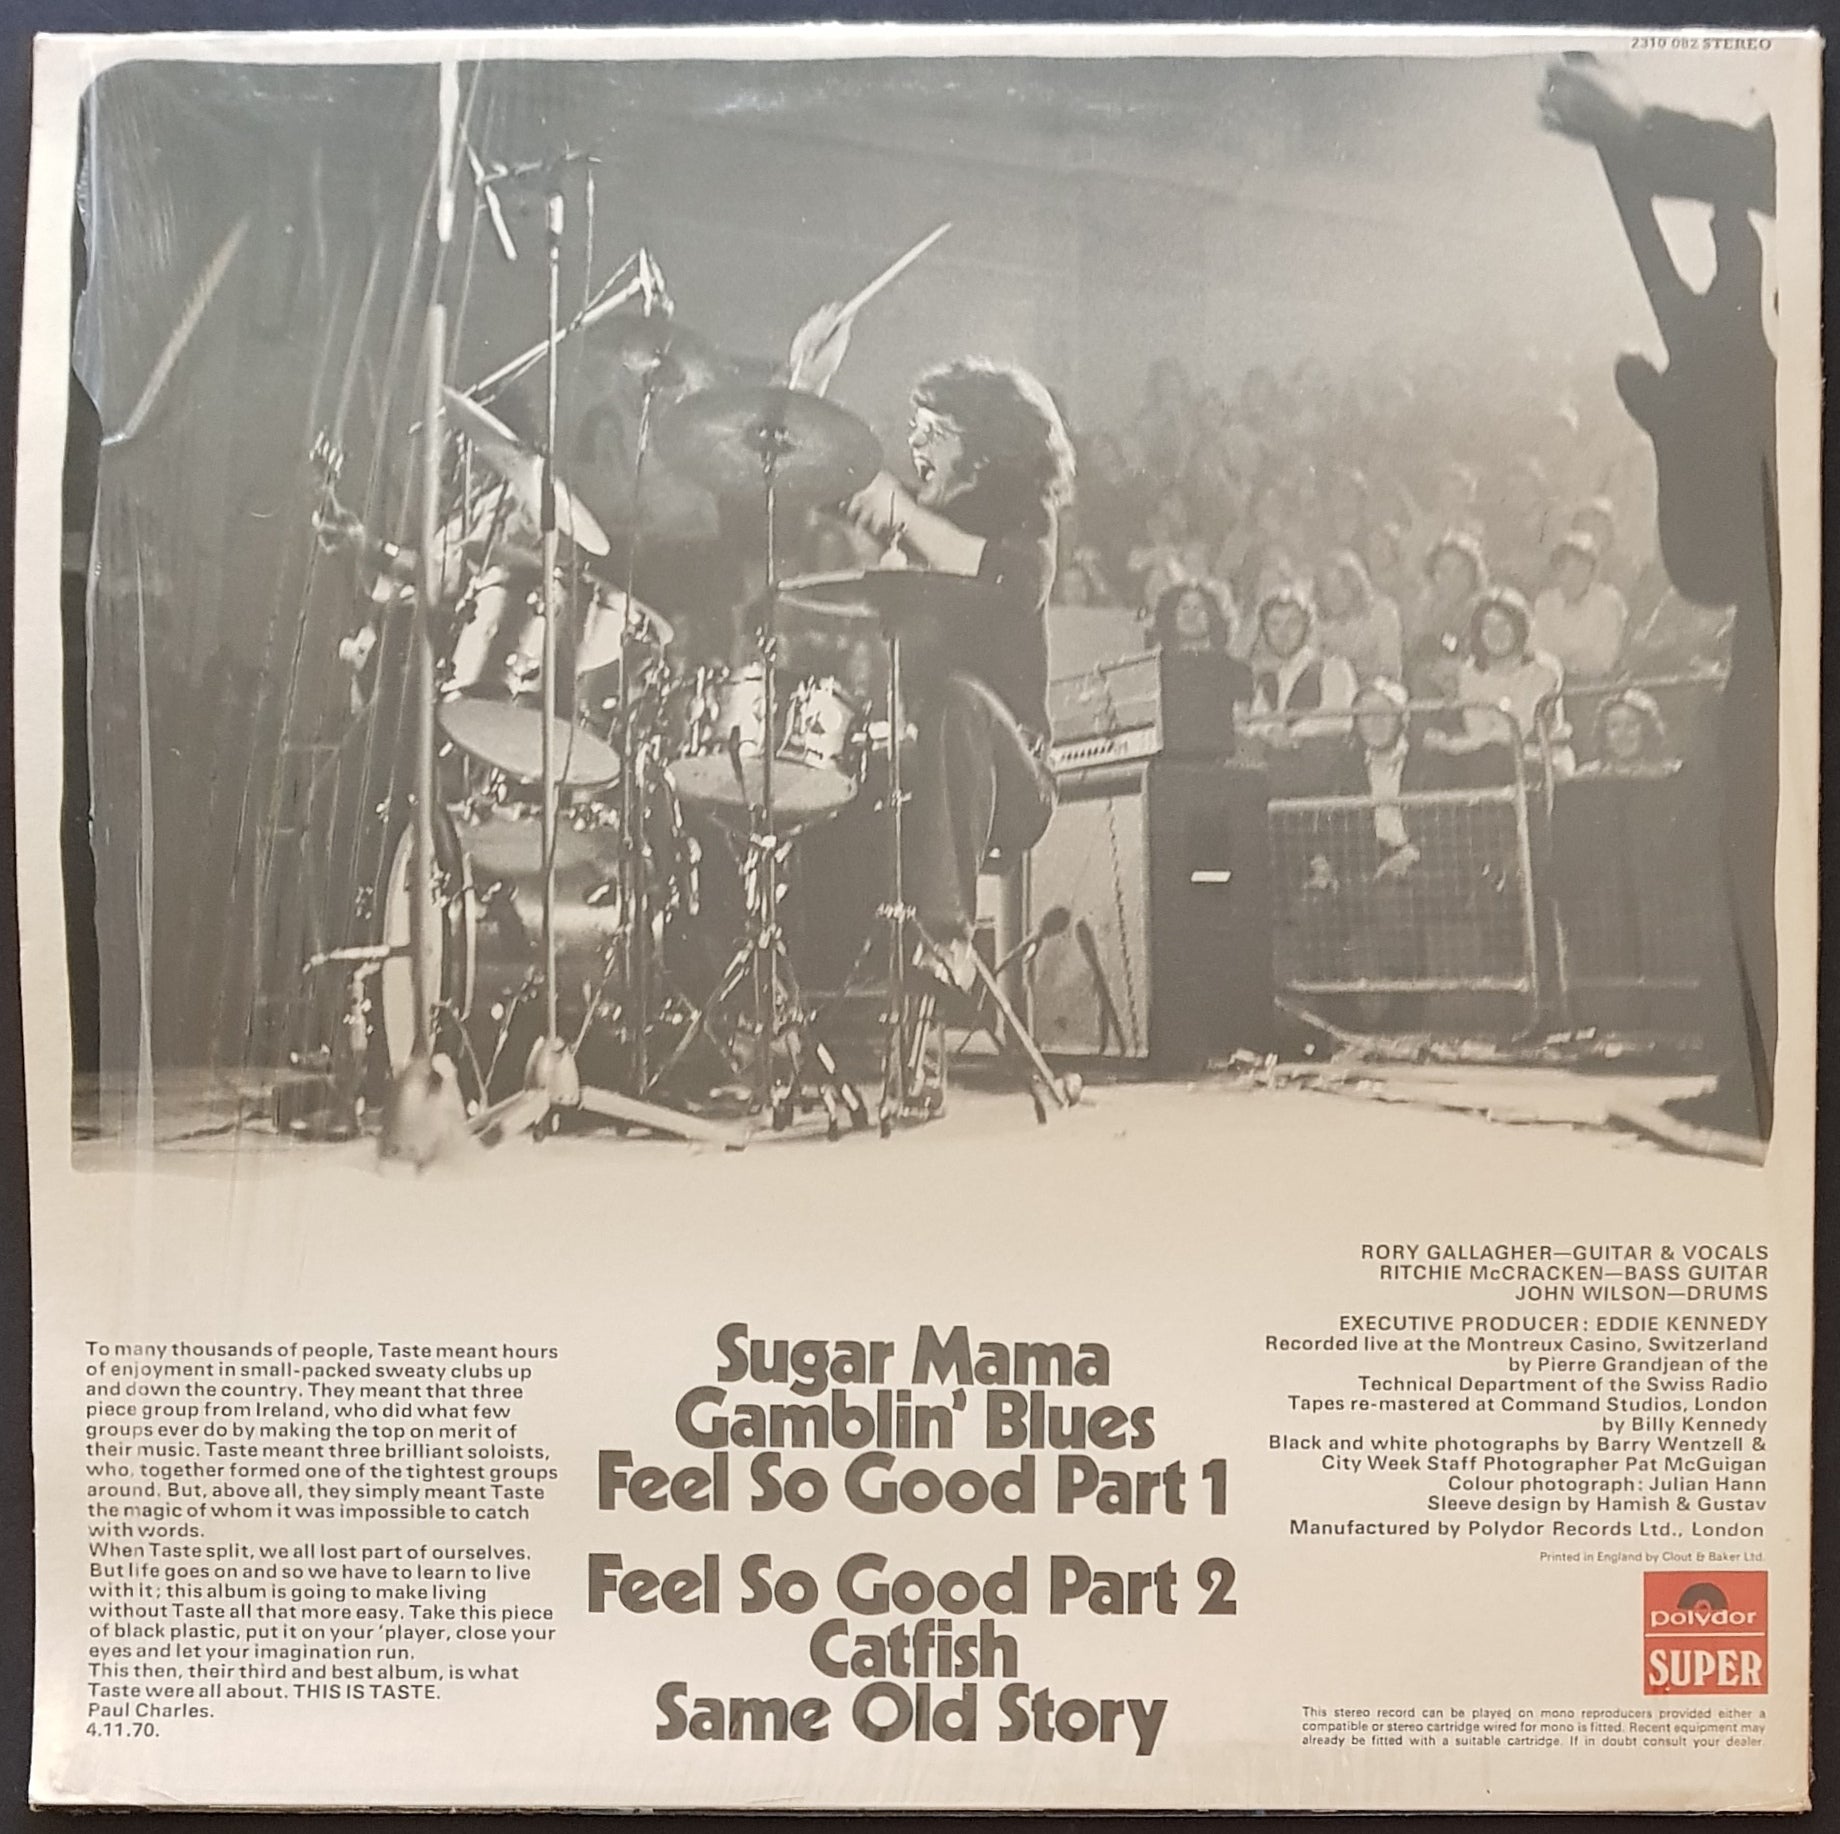 2310 082 STEREO
RORY GALLAGHER—GUITAR & VOCALS
RITCHIE McCRACKEN—BASS GUITAR
JOHN WILSON—DRUMS
EXECUTIVE PRODUCER: EDDIE KENNEDY
Recorded live at the Montreux Casino, Switzerland
by Pierre Grandjean of the
Technical Department of the Swiss Radio
Tapes re-mastered at Command Studios, London
by Billy Kennedy
Black and white photographs by Barry Wentzell &
City Week Staff Photographer Pat McGuigan
Colour photograph: Julian Hann
Sleeve design by Hamish & Gustav
Manufactured by Polydor Records Ltd., London
Printed in England by Clout & Baker Ltd.
To many thousands of people, Taste meant hours
of enjoyment in small-packed sweaty clubs up
and down the country. They meant that three
piece group from Ireland, who did what few
groups ever do by making the top on merit of
their music. Taste meant three brilliant soloists,
who, together formed one of the tightest groups
around. But, above all, they simply meant Taste
the magic of whom it was impossible to catch
with words.
When Taste split, we all lost part of ourselves.
But life goes on and so we have to learn to live
with it; this album is going to make living
without Taste all that more easy. Take this piece
of black plastic, put it on your 'player, close your
eyes and let your imagination run.
This then, their third and best album, is what
Taste were all about. THIS IS TASTE.
Paul Charles.
4.11.70.
Sugar Mama
Gamblin' Blues
Feel So Good Part 1
Feel So Good Part 2
Catfish
Same Old Story
polydor
SUPER
This stereo record can be played on mono reproducers provided either a
compatible or stereo cartridge wired for mono is fitted. Recent equipment may
already be fitted with a suitable cartridge. If in doubt consult your dealer.